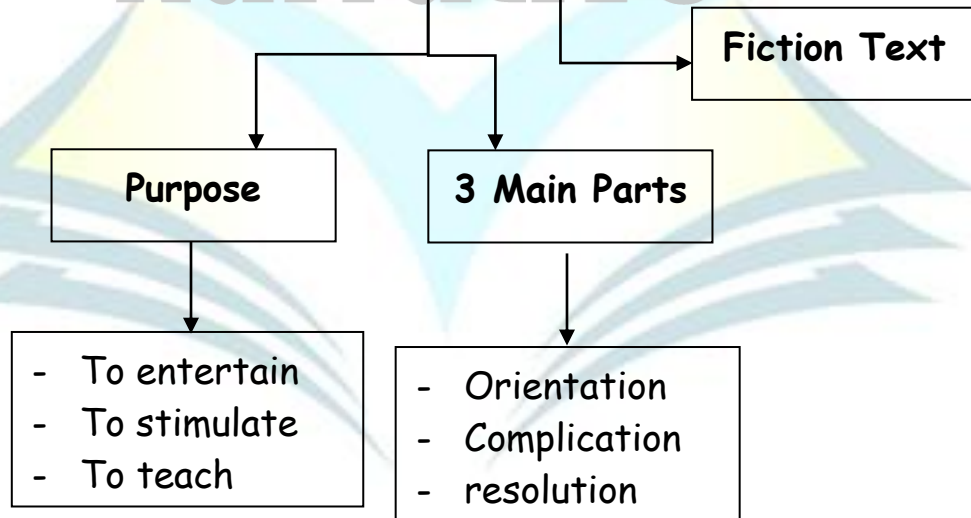 Fiction Text
Purpose
3 Main Parts
- To entertain
- To stimulate
- To teach
- Orientation
- Complication
- resolution